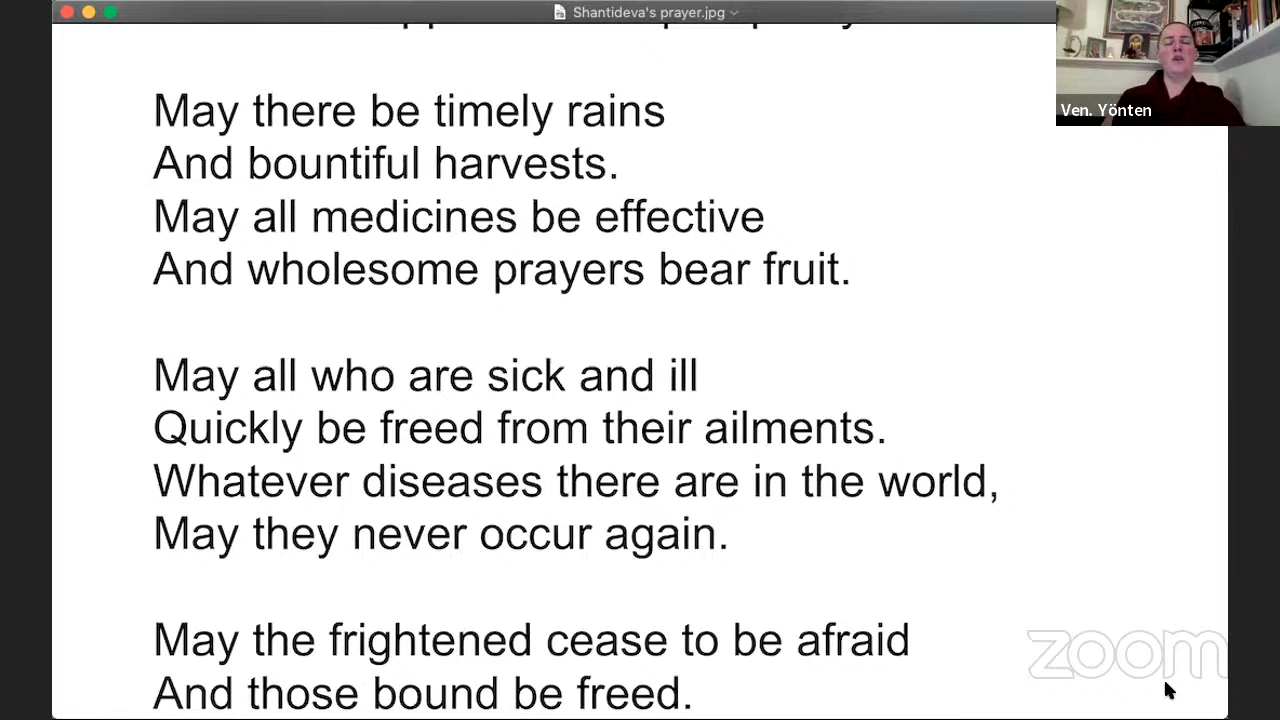 Shantideva's prayer.jpg
Ven. Yönten
May there be timely rains
And bountiful harvests.
May all medicines be effective
And wholesome prayers bear fruit.
May all who are sick and ill
Quickly be freed from their ailments.
Whatever diseases there are in the world,
May they never occur again.
May the frightened cease to be afraid
And those bound be freed.
zoom